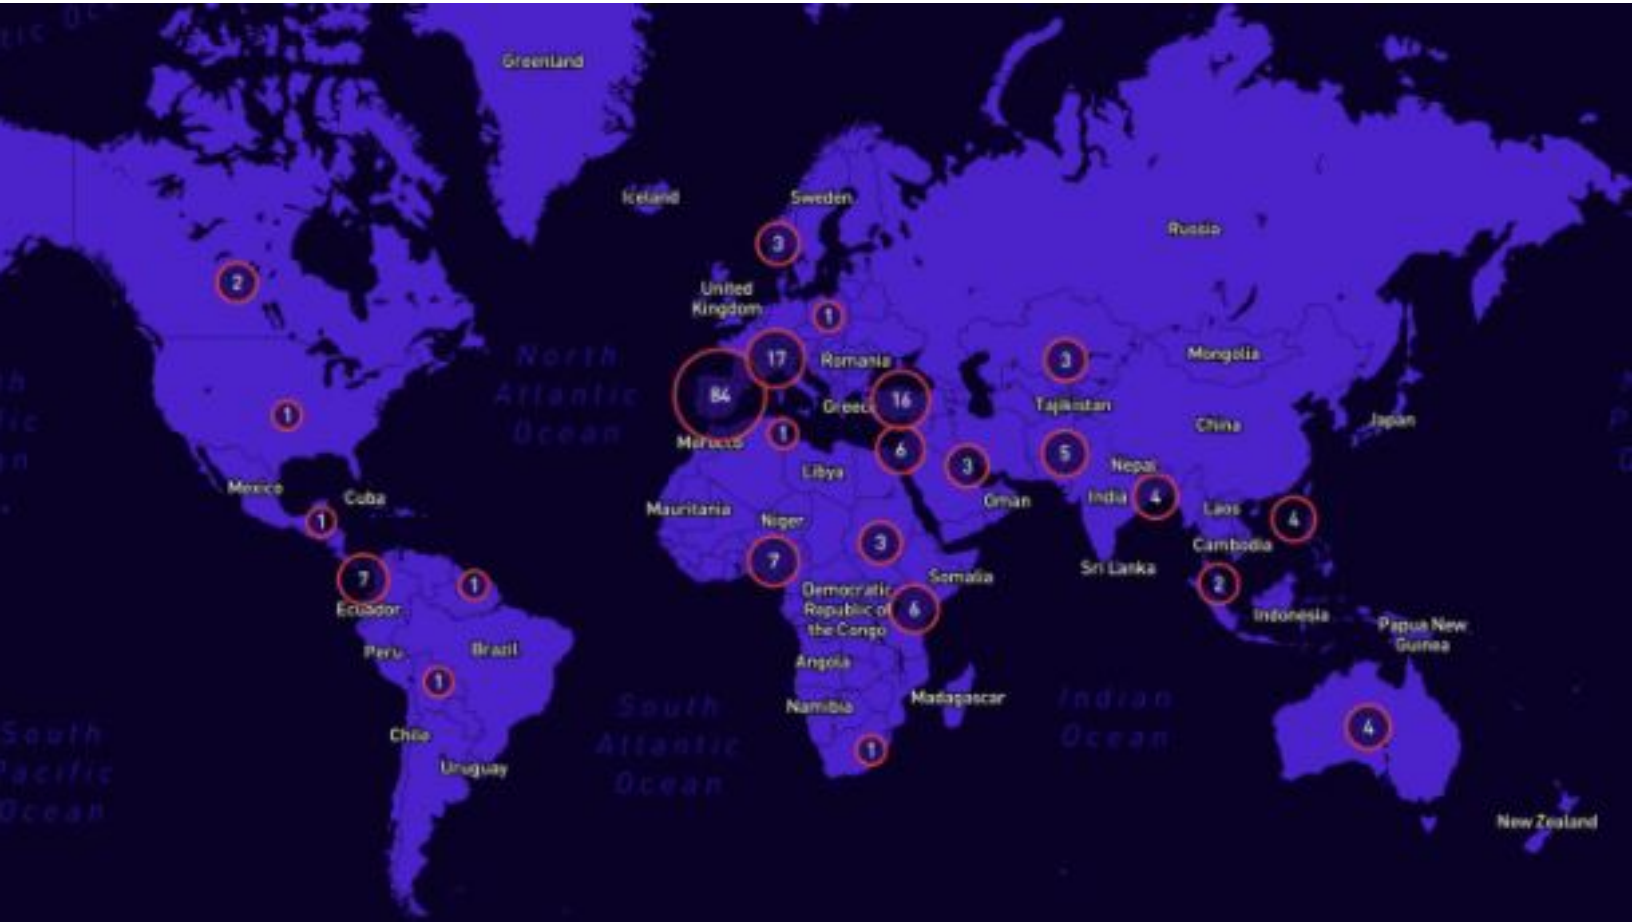 Greenland
Iceland
Sweden
Russia
3
2
United
Kingdom
1
North
Atlantic
Ocean
17
Romania
3
Mongolia
84
16
Greece
Tajikistan
1
Japan
China
1
Morocco
6
3
5
Nepal
Libya
Mexico
Cuba
Oman
India
4
Mauritania
Niger
Laos
1
4
3
Cambodia
7
7
1
Somalia
Sri Lanka
2
Ecuador
Democratic
Republic of
the Congo
6
Indonesia
Papua New
Guinea
Peru
Brazil
Angola
1
Namibia
Madagascar
South
Atlantic
Ocean
Indian
Ocean
4
Chile
South
Pacific
Ocean
1
Uruguay
New Zealand